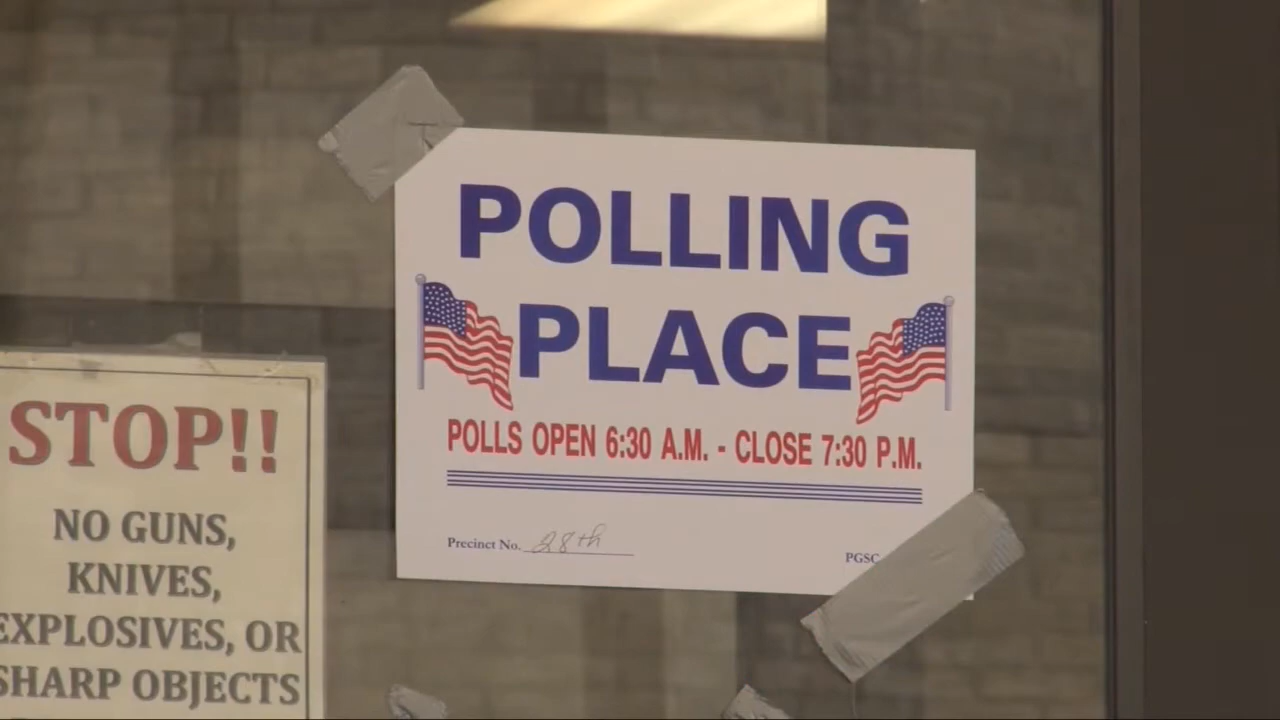 POLLING
PLACE
POLLS OPEN 6:30 A.M. - CLOSE 7:30 P.M.
Precinct No. 28th
PGSC
STOP!!
NO GUNS,
KNIVES,
EXPLOSIVES, OR
SHARP OBJECTS